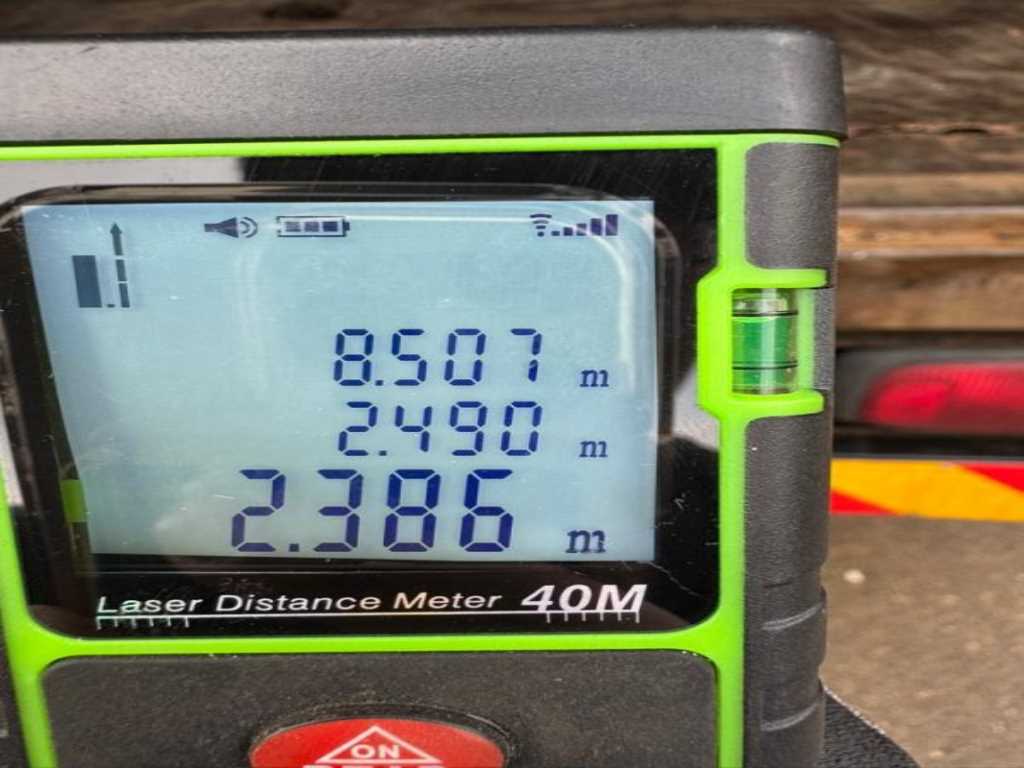 8.507 m
2.490 m
2.386 m
Laser Distance Meter 40M
ON